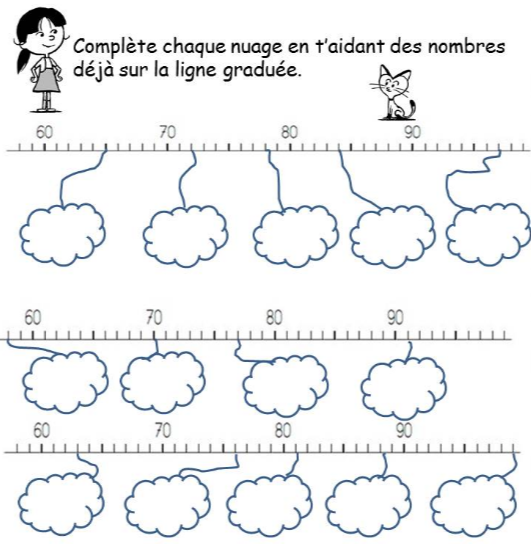 Complète chaque nuage en t'aidant des nombres
déjà sur la ligne graduée.
60 70 80 90
60 70 80 90
60 70 80 90